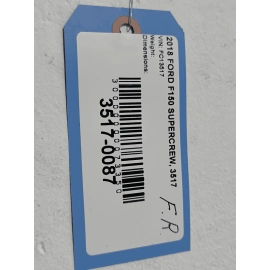 2018 FORD F150 SUPERCREW, 3517
VIN: FC13517
Weight:
Dimensions:
3517-0087
F.R.